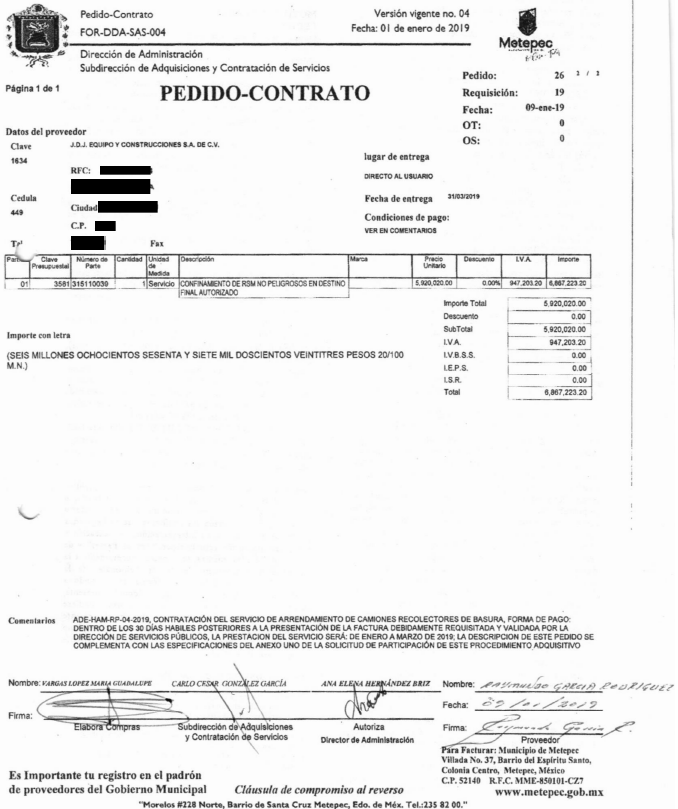 Pedido-Contrato
FOR-DDA-SAS-004
Versión vigente no. 04
Fecha: 01 de enero de 2019
Metepec
Dirección de Administración
Subdirección de Adquisiciones y Contratación de Servicios
Página 1 de 1
PEDIDO-CONTRATO
Pedido: 26 2 / 2
Requisición: 19
Fecha: 09-ene-19
OT: 0
OS: 0
Datos del proveedor
Clave J.D.J. EQUIPO Y CONSTRUCCIONES S.A. DE C.V.
1634
RFC:
Cedula
449
Ciudad
C.P.
Fax
lugar de entrega
DIRECTO AL USUARIO
Fecha de entrega 31/03/2019
Condiciones de pago:
VER EN COMENTARIOS
Clave Presupuestal Número de Parte Cantidad Unidad de Medida Descripción Marca Precio Unitario Descuento I.V.A. Importe
01 3581 315110039 1 Servicio CONFINAMIENTO DE RSM NO PELIGROSOS EN DESTINO FINAL AUTORIZADO 5,920,020.00 0.00% 947,203.20 6,867,223.20
Importe Total 5,920,020.00
Descuento 0.00
SubTotal 5,920,020.00
I.V.A. 947,203.20
I.V.B.S.S. 0.00
I.E.P.S. 0.00
I.S.R. 0.00
Total 6,867,223.20
Importe con letra
(SEIS MILLONES OCHOCIENTOS SESENTA Y SIETE MIL DOSCIENTOS VEINTITRES PESOS 20/100
M.N.)
Comentarios ADE-HAM-RP-04-2019, CONTRATACIÓN DEL SERVICIO DE ARRENDAMIENTO DE CAMIONES RECOLECTORES DE BASURA, FORMA DE PAGO:
DENTRO DE LOS 30 DÍAS HABILES POSTERIORES A LA PRESENTACIÓN DE LA FACTURA DEBIDAMENTE REQUISITADA Y VALIDADA POR LA
DIRECCIÓN DE SERVICIOS PÚBLICOS, LA PRESTACION DEL SERVICIO SERÁ: DE ENERO A MARZO DE 2019; LA DESCRIPCION DE ESTE PEDIDO SE
COMPLEMENTA CON LAS ESPECIFICACIONES DEL ANEXO UNO DE LA SOLICITUD DE PARTICIPACIÓN DE ESTE PROCEDIMIENTO ADQUISITIVO
Nombre: VARGAS LOPEZ MARIA GUADALUPE CARLO CESAR GONZÁLEZ GARCÍA ANA ELENA HERNÁNDEZ BRIZ Nombre: RAYMUNDO GARCIA RODRIGUEZ
Fecha: 09/01/2019
Firma: Firma: Raymundo Garcia R.
Elabora Compras
Subdirección de Adquisiciones
y Contratación de Servicios
Autoriza
Director de Administración
Proveedor
Para Facturar: Municipio de Metepec
Villada No. 37, Barrio del Espíritu Santo,
Colonia Centro, Metepec, México
C.P. 52140 R.F.C. MME-850101-CZ7
www.metepec.gob.mx
Es Importante tu registro en el padrón
de proveedores del Gobierno Municipal
Cláusula de compromiso al reverso
"Morelos #228 Norte, Barrio de Santa Cruz Metepec, Edo. de Méx. Tel.:235 82 00."